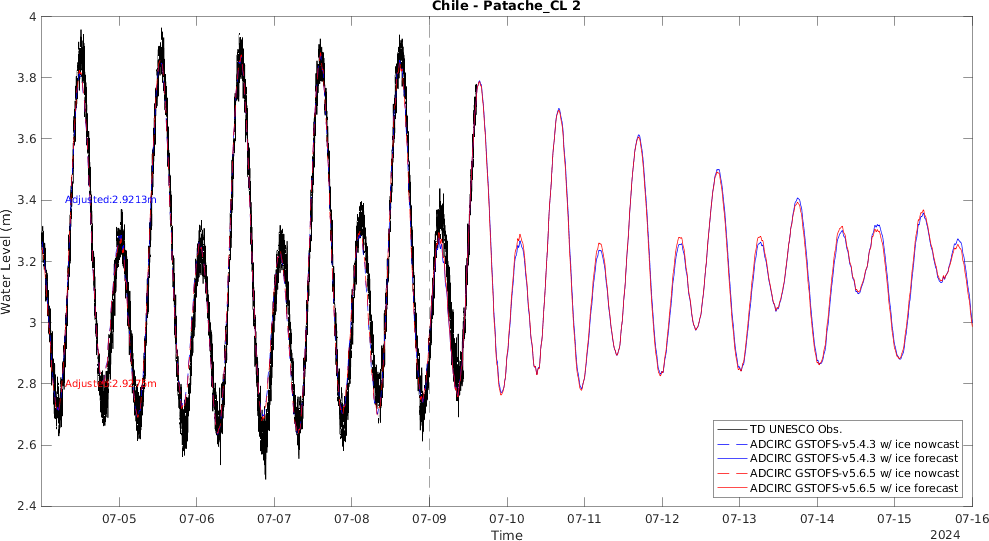 Chile - Patache_CL 2
Water Level (m)
4
3.8
3.6
3.4
3.2
3
2.8
2.6
2.4
Adjusted:2.9213m
Adjusted:2.9275m
TD UNESCO Obs.
ADCIRC GSTOFS-v5.4.3 w/ ice nowcast
ADCIRC GSTOFS-v5.4.3 w/ ice forecast
ADCIRC GSTOFS-v5.6.5 w/ ice nowcast
ADCIRC GSTOFS-v5.6.5 w/ ice forecast
07-05 07-06 07-07 07-08 07-09 07-10 07-11 07-12 07-13 07-14 07-15 07-16
Time
2024